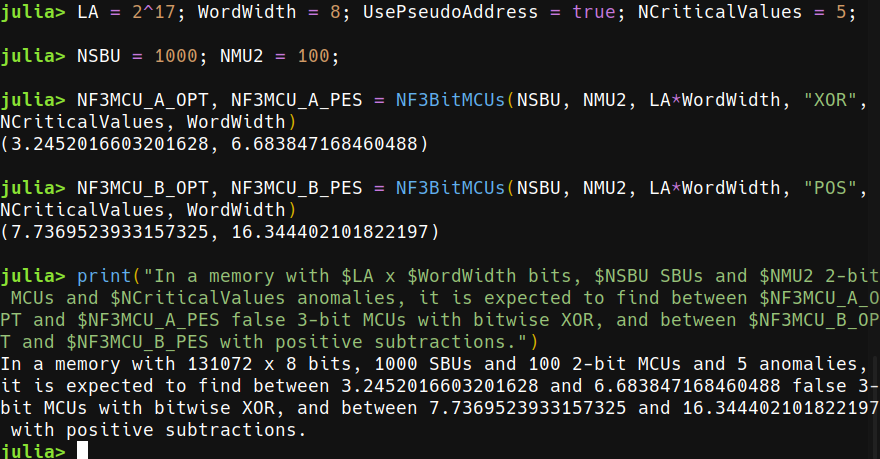 julia> LA = 2^17; WordWidth = 8; UsePseudoAddress = true; NCriticalValues = 5;
julia> NSBU = 1000; NMU2 = 100;
julia> NF3MCU_A_OPT, NF3MCU_A_PES = NF3BitMCUs(NSBU, NMU2, LA*WordWidth, "XOR",
NCriticalValues, WordWidth)
(3.2452016603201628, 6.683847168460488)
julia> NF3MCU_B_OPT, NF3MCU_B_PES = NF3BitMCUs(NSBU, NMU2, LA*WordWidth, "POS",
NCriticalValues, WordWidth)
(7.7369523933157325, 16.344402101822197)
julia> print("In a memory with $LA x $WordWidth bits, $NSBU SBUs and $NMU2 2-bit
 MCUs and $NCriticalValues anomalies, it is expected to find between $NF3MCU_A_O
PT and $NF3MCU_A_PES false 3-bit MCUs with bitwise XOR, and between $NF3MCU_B_OP
T and $NF3MCU_B_PES with positive subtractions.")
In a memory with 131072 x 8 bits, 1000 SBUs and 100 2-bit MCUs and 5 anomalies,
it is expected to find between 3.2452016603201628 and 6.683847168460488 false 3-
bit MCUs with bitwise XOR, and between 7.7369523933157325 and 16.344402101822197
 with positive subtractions.
julia>